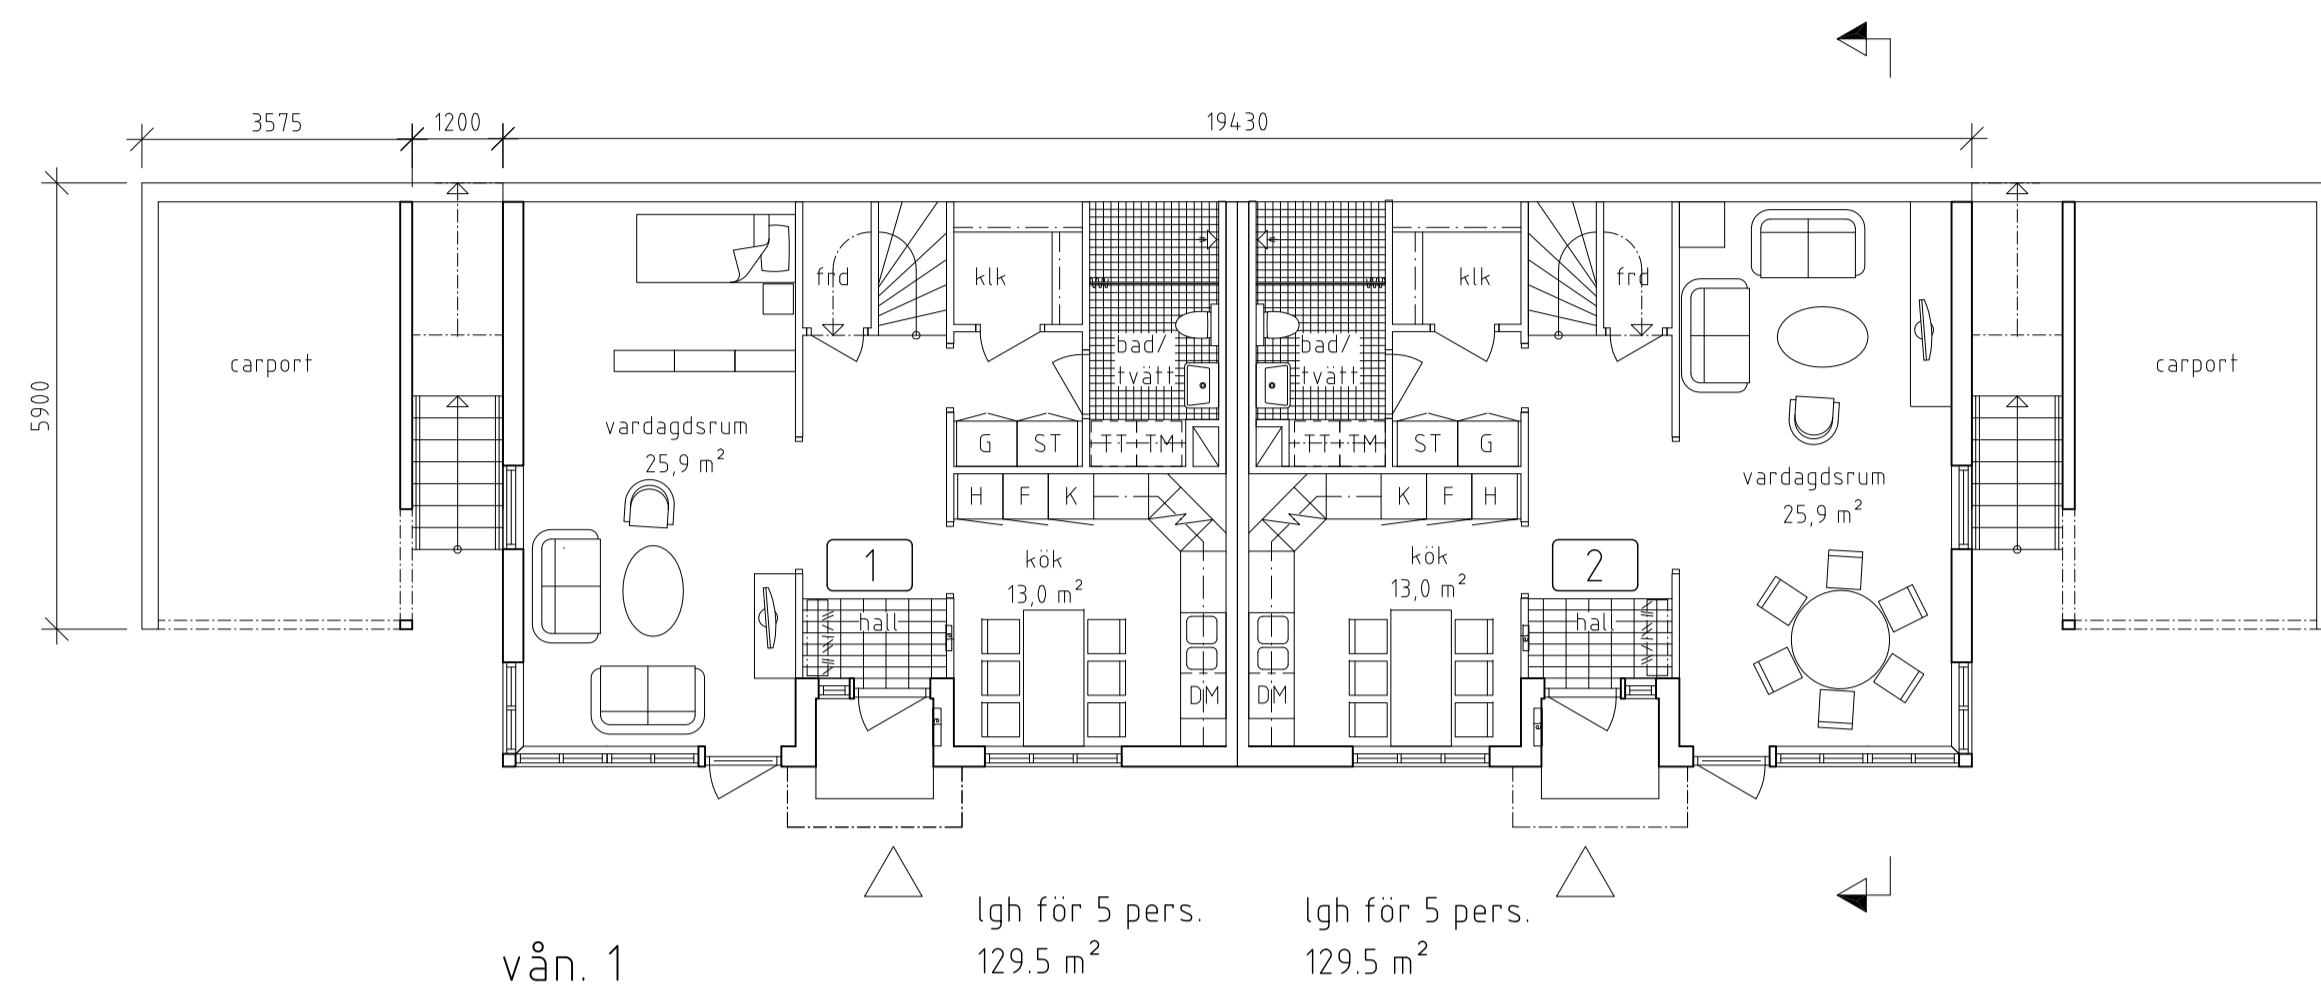 3575 1200 19430
5900
carport
vardagdsrum
25,9 m²
frd
klk
bad/
tvätt
G ST TT TM
H F K
1
kök
13,0 m²
hall
DM
bad/
tvätt
klk
frd
TT TM ST G
K F H
kök
13,0 m²
2
hall
DM
vardagdsrum
25,9 m²
carport
lgh för 5 pers.
129.5 m²
lgh för 5 pers.
129.5 m²
vån. 1